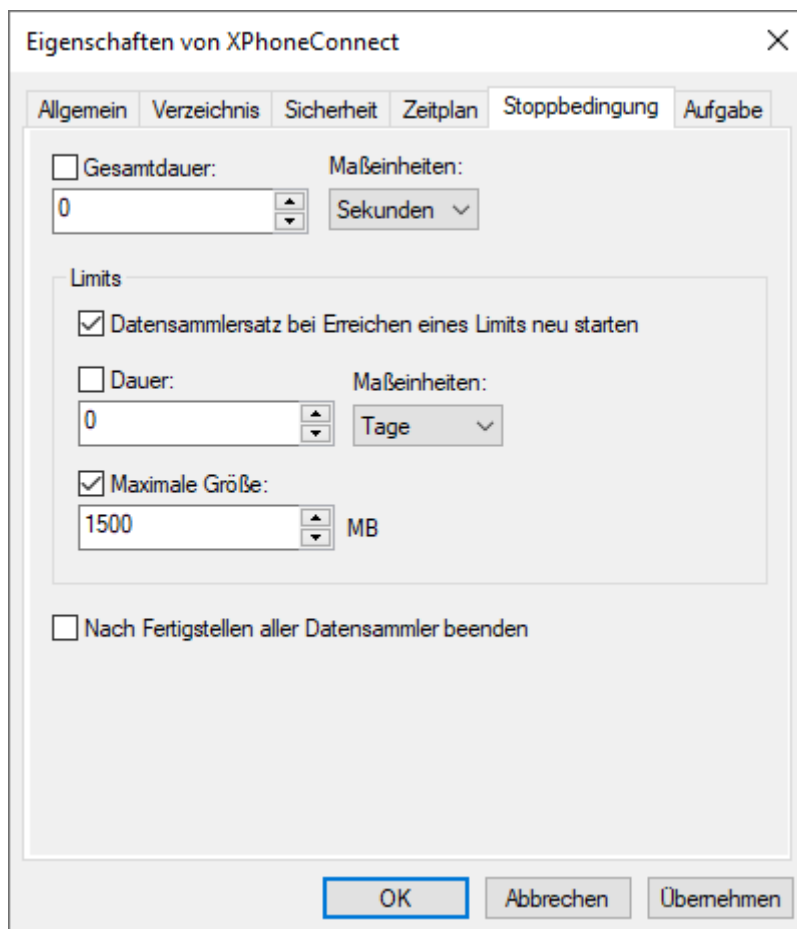 Eigenschaften von XPhoneConnect
Allgemein Verzeichnis Sicherheit Zeitplan Stoppbedingung Aufgabe
Gesamtdauer: Maßeinheiten:
0 Sekunden
Limits
Datensammlersatz bei Erreichen eines Limits neu starten
Dauer: Maßeinheiten:
0 Tage
Maximale Größe:
1500 MB
Nach Fertigstellen aller Datensammler beenden
OK Abbrechen Übernehmen